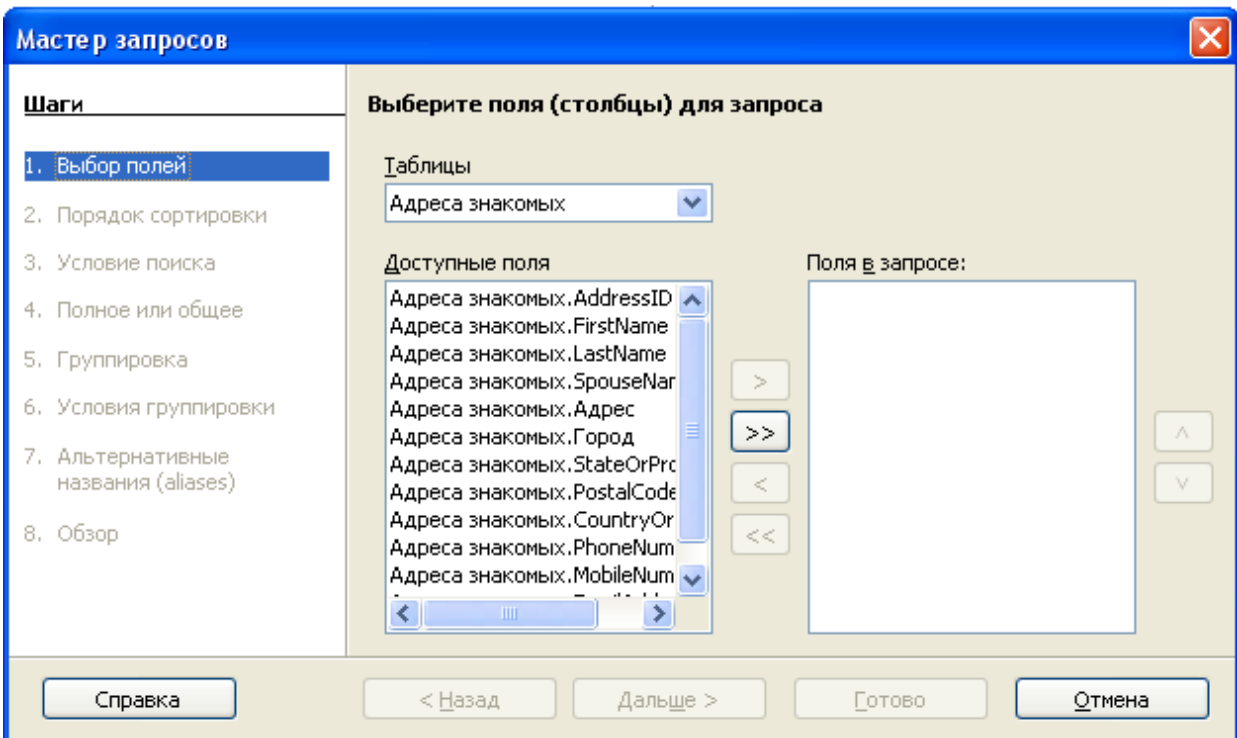 Мастер запросов
Шаги
1. Выбор полей
2. Порядок сортировки
3. Условие поиска
4. Полное или общее
5. Группировка
6. Условия группировки
7. Альтернативные
названия (aliases)
8. Обзор
Выберите поля (столбцы) для запроса
Таблицы
Адреса знакомых
Доступные поля
Адреса знакомых.AddressID
Адреса знакомых.FirstName
Адреса знакомых.LastName
Адреса знакомых.SpouseNar
Адреса знакомых.Адрес
Адреса знакомых.Город
Адреса знакомых.StateOrPro
Адреса знакомых.PostalCode
Адреса знакомых.CountryOr
Адреса знакомых.PhoneNum
Адреса знакомых.MobileNum
>
>>
<
<<
Поля в запросе:
Справка
< Назад
Дальше >
Готово
Отмена